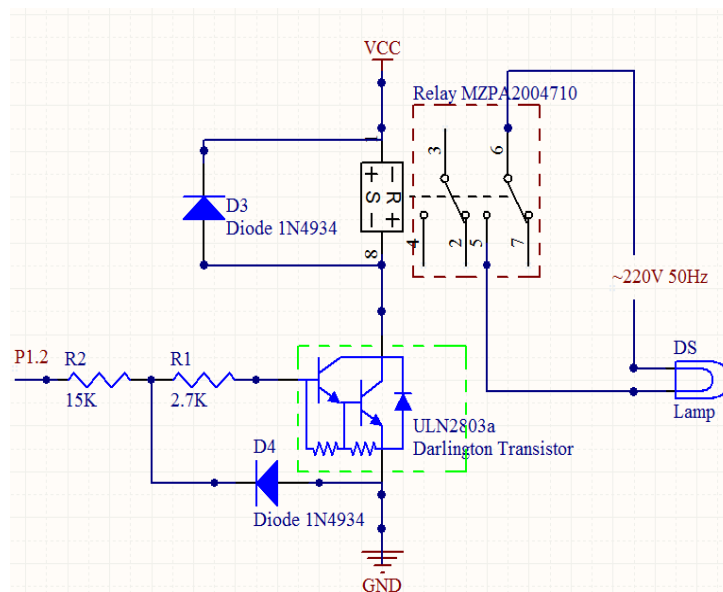 VCC
Relay MZPA2004710
1
3
6
- R +
+ S -
D3
Diode 1N4934
8
4
2
5
7
~220V 50Hz
P1.2
R2
R1
DS
15K
2.7K
Lamp
ULN2803a
Darlington Transistor
D4
Diode 1N4934
GND